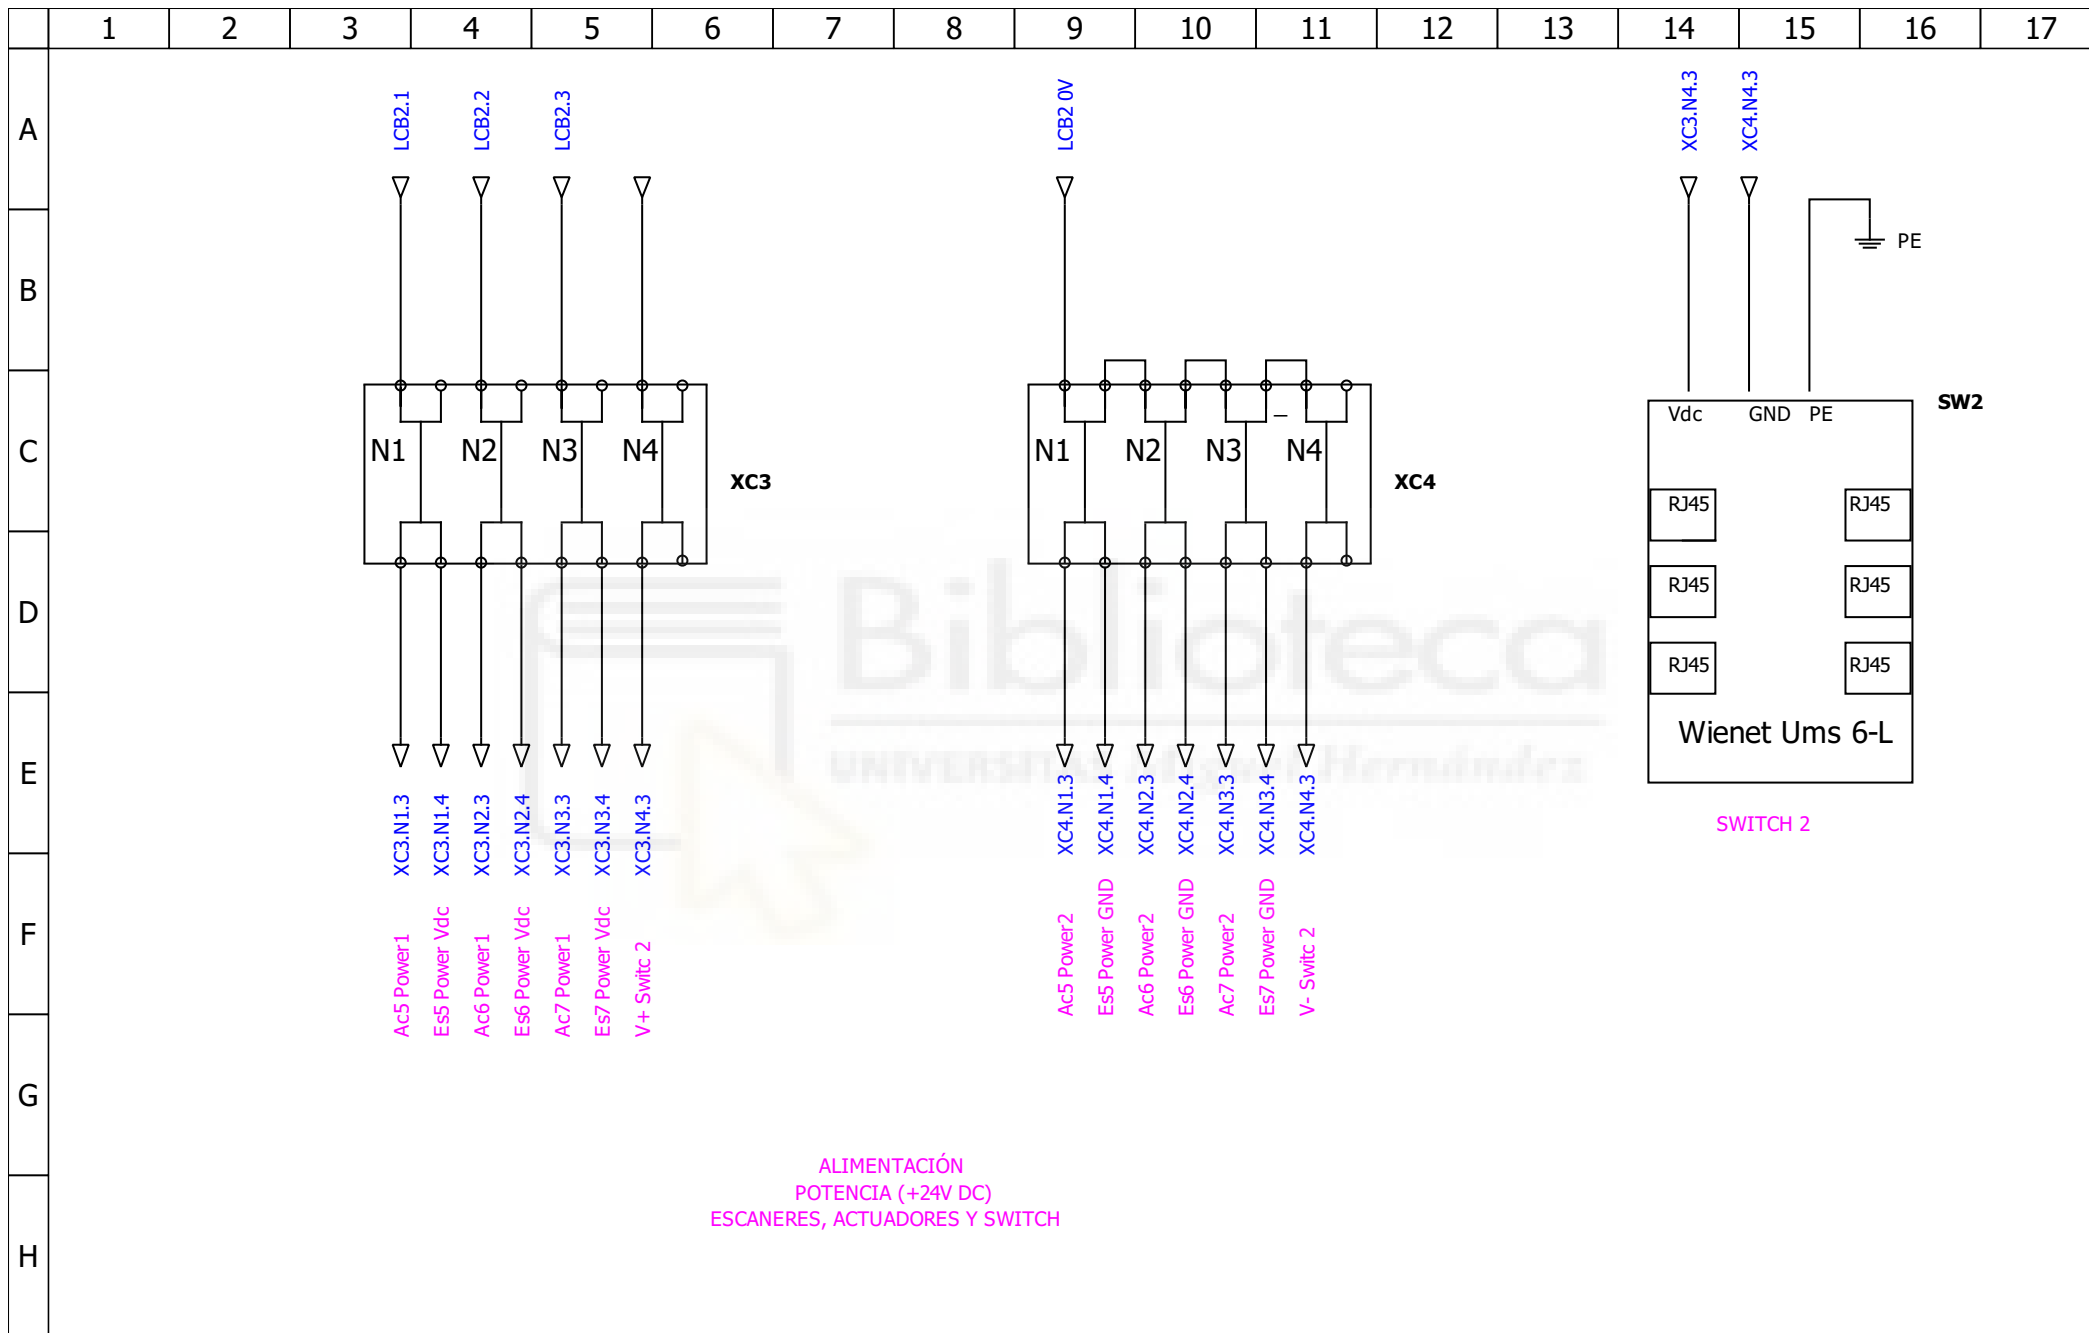 1 2 3 4 5 6 7 8 9 10 11 12 13 14 15 16 17
A
B
C
D
E
F
G
H
LCB2.1
LCB2.2
LCB2.3
LCB2 0V
XC3.N4.3
XC4.N4.3
PE
N1 N2 N3 N4
XC3
N1 N2 N3 N4
XC4
Vdc GND PE
SW2
RJ45 RJ45
RJ45 RJ45
RJ45 RJ45
Wienet Ums 6-L
SWITCH 2
XC3.N1.3
XC3.N1.4
XC3.N2.3
XC3.N2.4
XC3.N3.3
XC3.N3.4
XC3.N4.3
Ac5 Power1
Es5 Power Vdc
Ac6 Power1
Es6 Power Vdc
Ac7 Power1
Es7 Power Vdc
V+ Switc 2
XC4.N1.3
XC4.N1.4
XC4.N2.3
XC4.N2.4
XC4.N3.3
XC4.N3.4
XC4.N4.3
Ac5 Power2
Es5 Power GND
Ac6 Power2
Es6 Power GND
Ac7 Power2
Es7 Power GND
V- Switc 2
Biblioteca
UNIVERSITAS Miguel Hernández
ALIMENTACIÓN
POTENCIA (+24V DC)
ESCANERES, ACTUADORES Y SWITCH